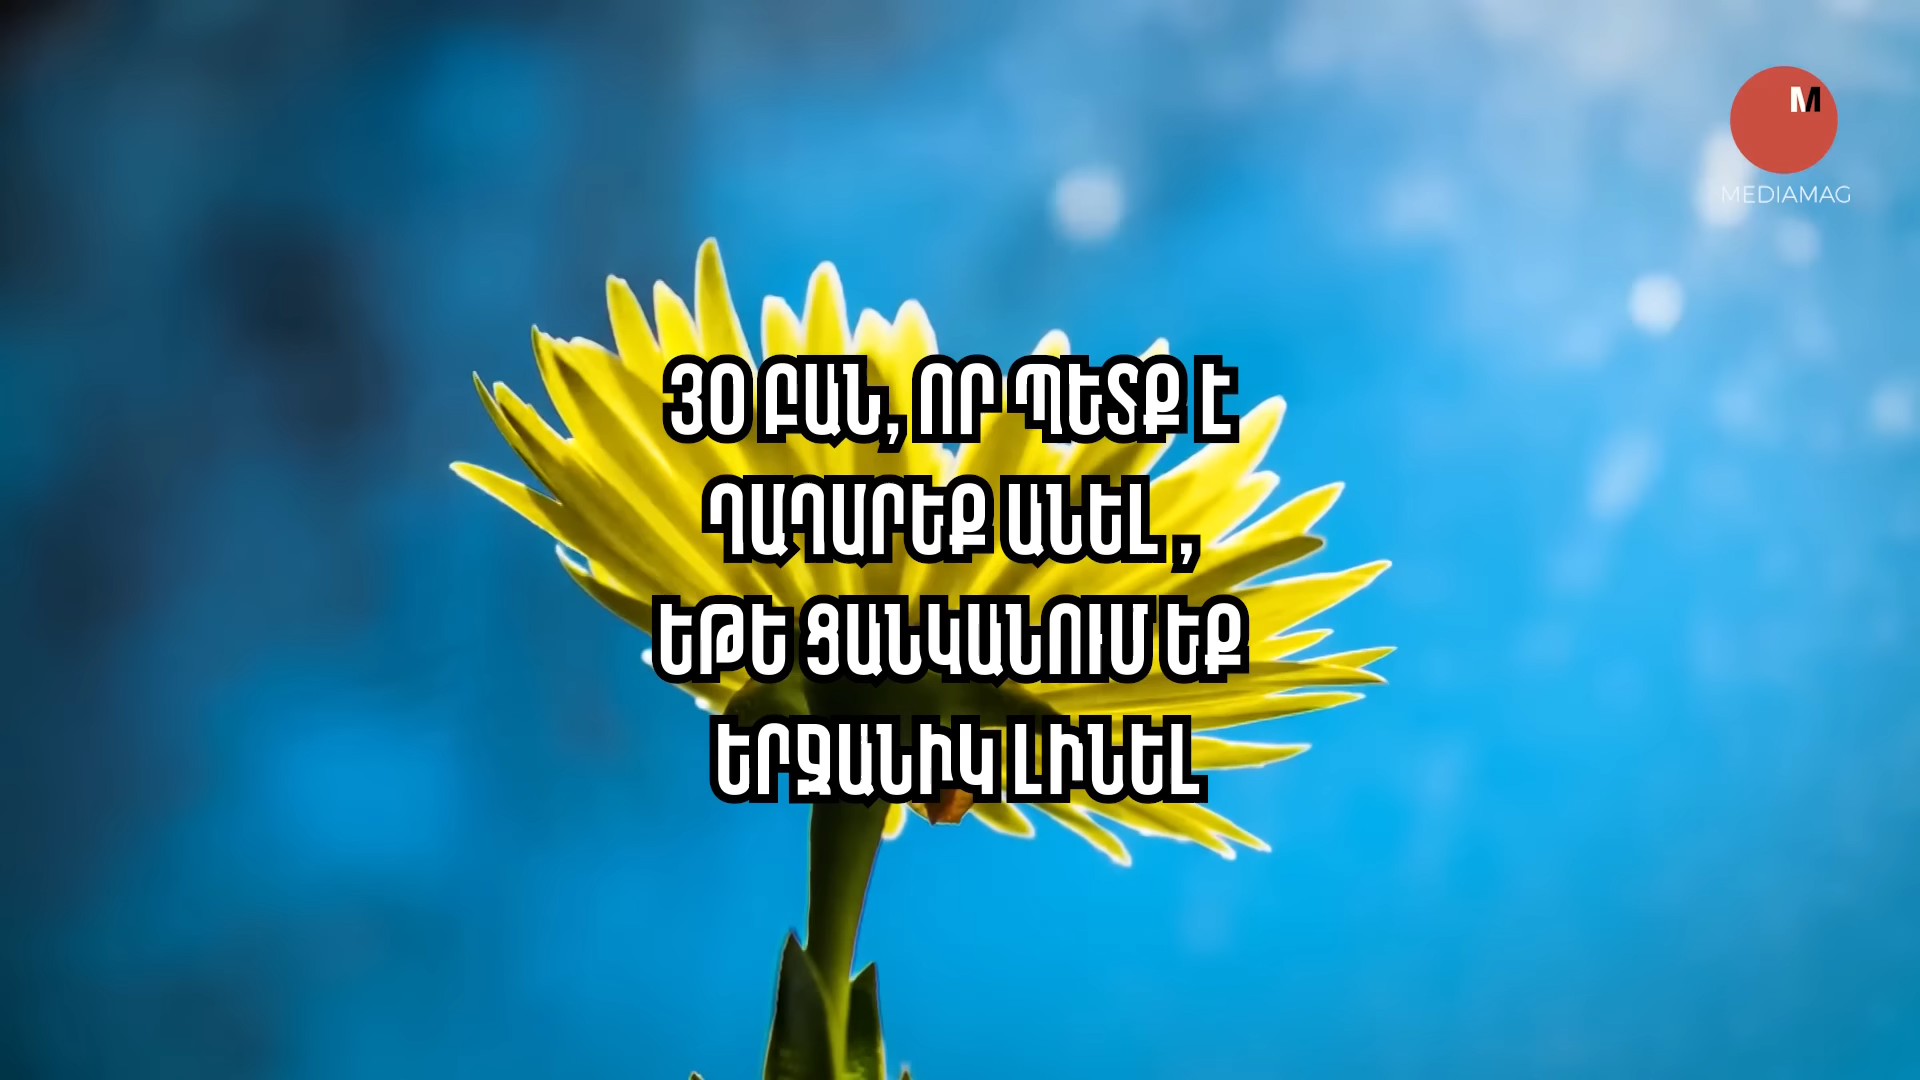 M
MEDIAMAG
30 ԲԱՆ, ՈՐ ՊԵՏՔ Է
ԴԱԴԱՐԵՔ ԱՆԵԼ ,
ԵԹԵ ՑԱՆԿԱՆՈՒՄ ԵՔ
ԵՐՋԱՆԻԿ ԼԻՆԵԼ